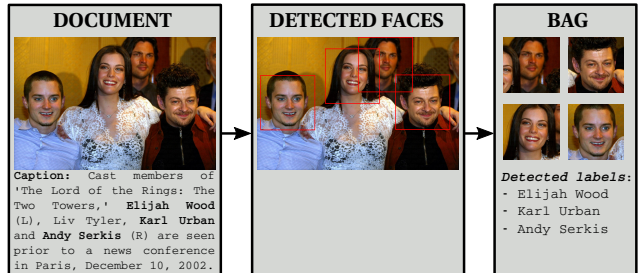 DOCUMENT
Caption: Cast members of
'The Lord of the Rings: The
Two Towers,' Elijah Wood
(L), Liv Tyler, Karl Urban
and Andy Serkis (R) are seen
prior to a news conference
in Paris, December 10, 2002.
DETECTED FACES
BAG
Detected labels:
- Elijah Wood
- Karl Urban
- Andy Serkis